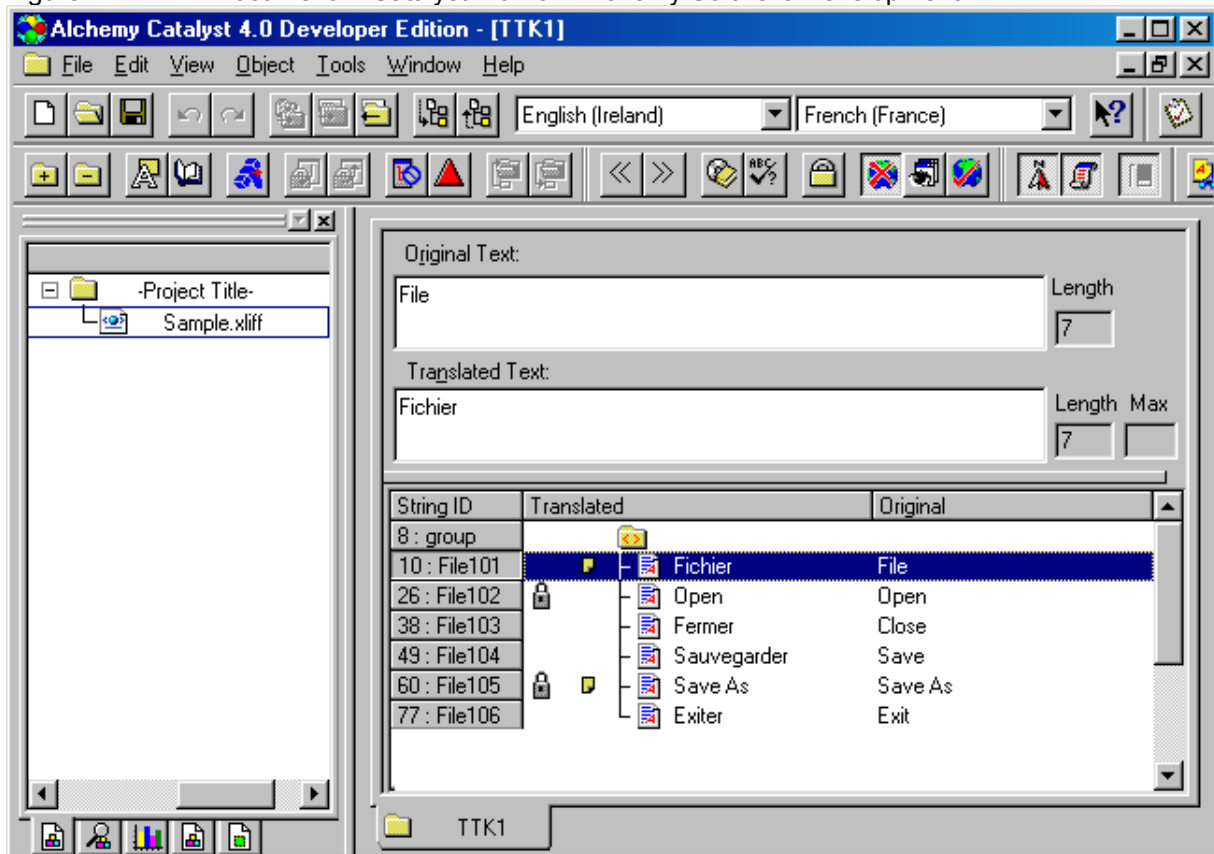 Alchemy Catalyst 4.0 Developer Edition - [TTK1]
File Edit View Object Tools Window Help
English (Ireland) French (France)
-Project Title-
Sample.xliff
Original Text:
File
Length
7
Translated Text:
Fichier
Length Max
7
String ID Translated Original
8 : group
10 : File101 Fichier File
26 : File102 Open Open
38 : File103 Fermer Close
49 : File104 Sauvegarder Save
60 : File105 Save As Save As
77 : File106 Exiter Exit
TTK1